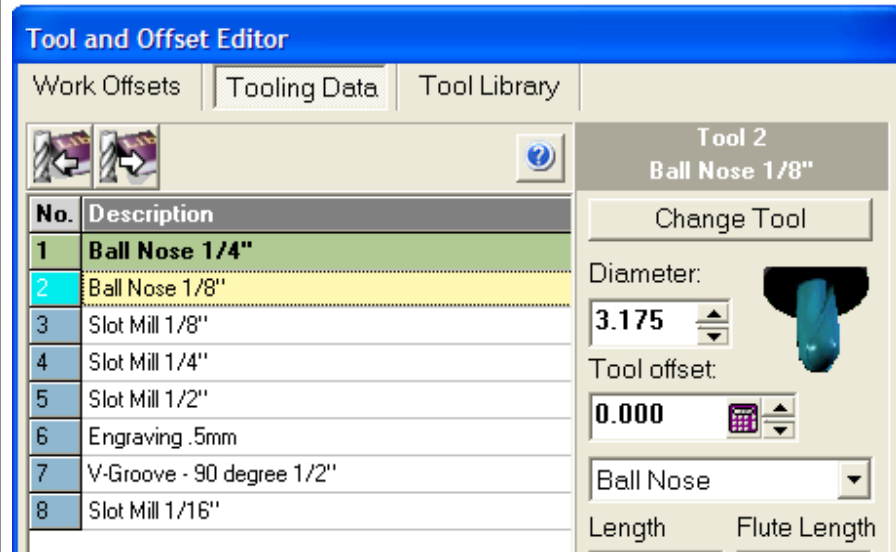 Tool and Offset Editor
Work Offsets Tooling Data Tool Library
No. Description
1 Ball Nose 1/4"
2 Ball Nose 1/8"
3 Slot Mill 1/8"
4 Slot Mill 1/4"
5 Slot Mill 1/2"
6 Engraving .5mm
7 V-Groove - 90 degree 1/2"
8 Slot Mill 1/16"
Tool 2
Ball Nose 1/8"
Change Tool
Diameter:
3.175
Tool offset:
0.000
Ball Nose
Length Flute Length